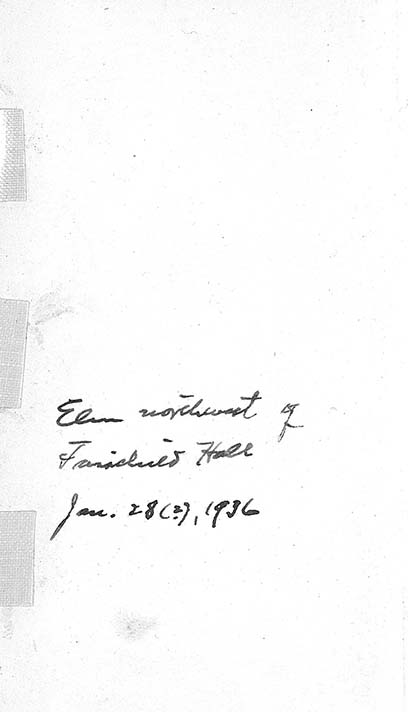 Elm northwest of
Fairchild Hall
Jan. 28(?), 1936